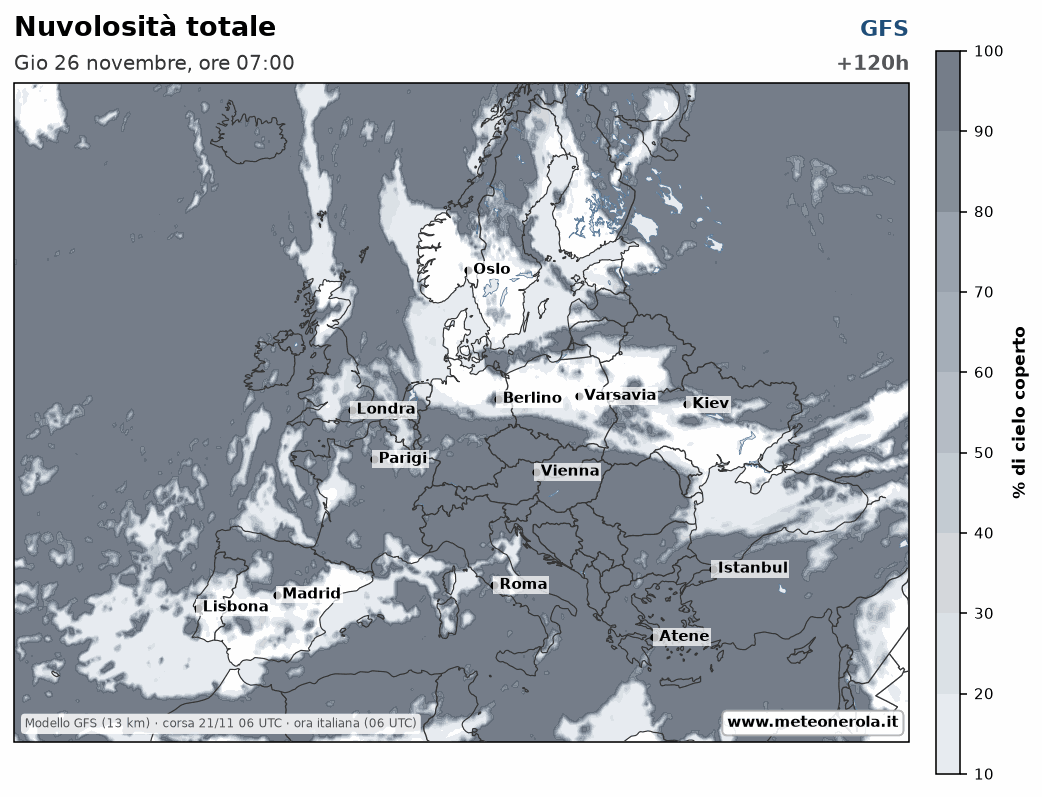 Nuvolosità totale
GFS
Gio 26 novembre, ore 07:00
+120h
100
90
80
70
60
50
40
30
20
10
% di cielo coperto
Oslo
Londra
Berlino
Varsavia
Kiev
Parigi
Vienna
Istanbul
Roma
Madrid
Lisbona
Atene
Modello GFS (13 km) · corsa 21/11 06 UTC · ora italiana (06 UTC)
www.meteonerola.it